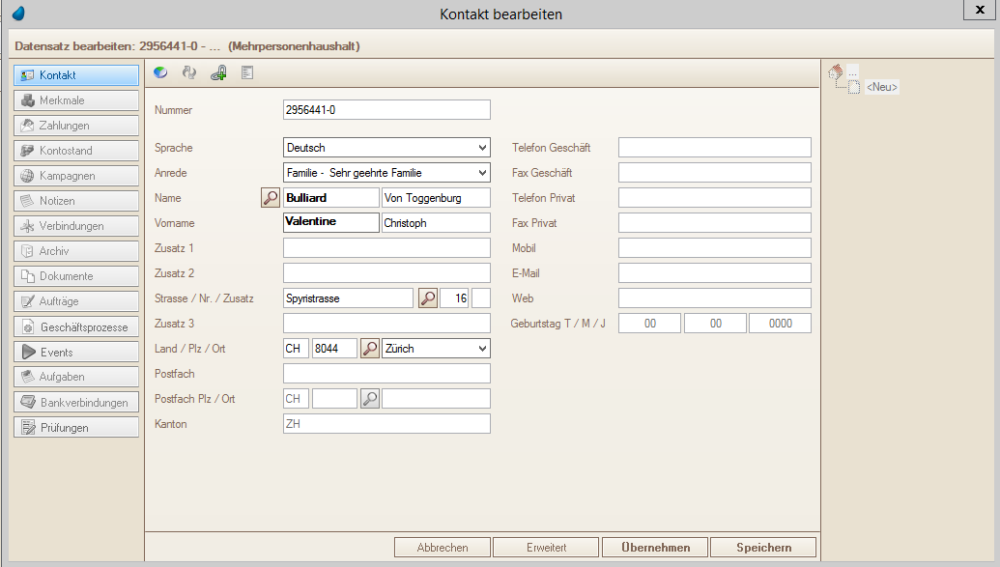 Kontakt bearbeiten
x
Datensatz bearbeiten: 2956441-0 - ... (Mehrpersonenhaushalt)
Kontakt
Merkmale
Zahlungen
Kontostand
Kampagnen
Notizen
Verbindungen
Archiv
Dokumente
Aufträge
Geschäftsprozesse
Events
Aufgaben
Bankverbindungen
Prüfungen
Nummer 2956441-0
Sprache Deutsch
Anrede Familie - Sehr geehrte Familie
Name Bulliard Von Toggenburg
Vorname Valentine Christoph
Zusatz 1
Zusatz 2
Strasse / Nr. / Zusatz Spyristrasse 16
Zusatz 3
Land / Plz / Ort CH 8044 Zürich
Postfach
Postfach Plz / Ort CH
Kanton ZH
Telefon Geschäft
Fax Geschäft
Telefon Privat
Fax Privat
Mobil
E-Mail
Web
Geburtstag T / M / J 00 00 0000
...
<Neu>
Abbrechen Erweitert Übernehmen Speichern